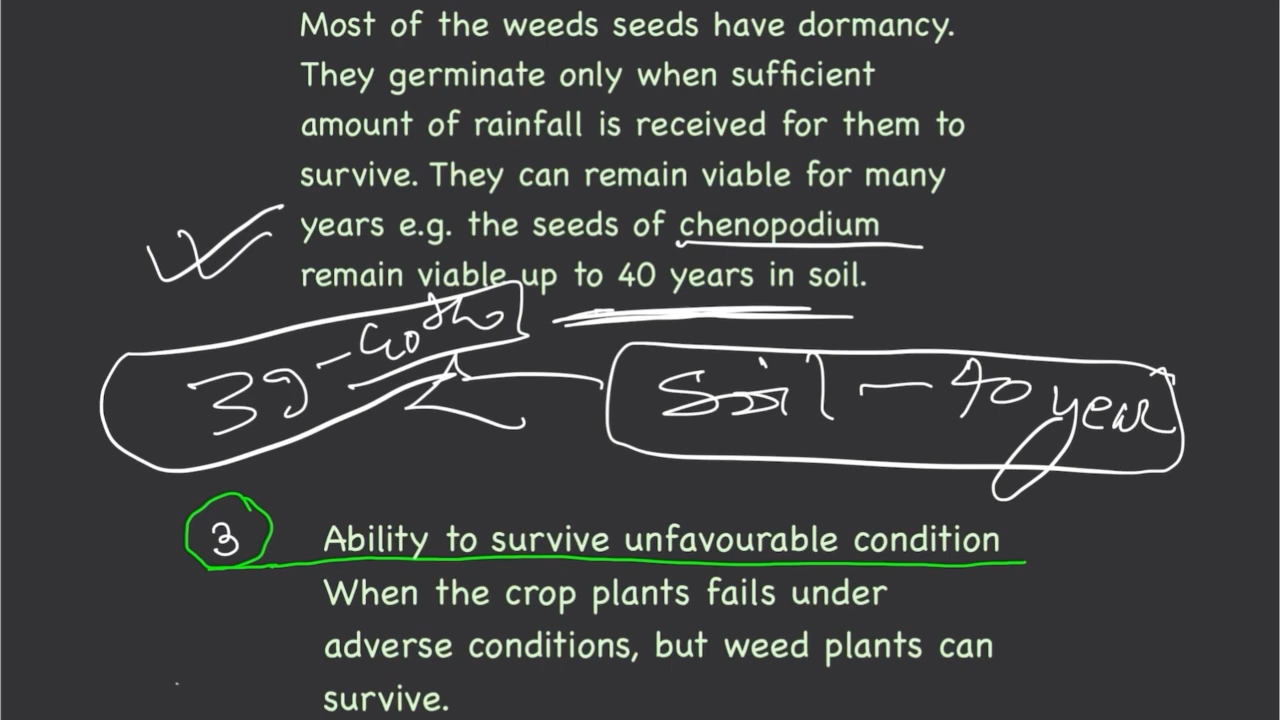 Most of the weeds seeds have dormancy.
They germinate only when sufficient
amount of rainfall is received for them to
survive. They can remain viable for many
years e.g. the seeds of chenopodium
remain viable up to 40 years in soil.
39 - 40th
Soil - 40 year
3 Ability to survive unfavourable condition
When the crop plants fails under
adverse conditions, but weed plants can
survive.